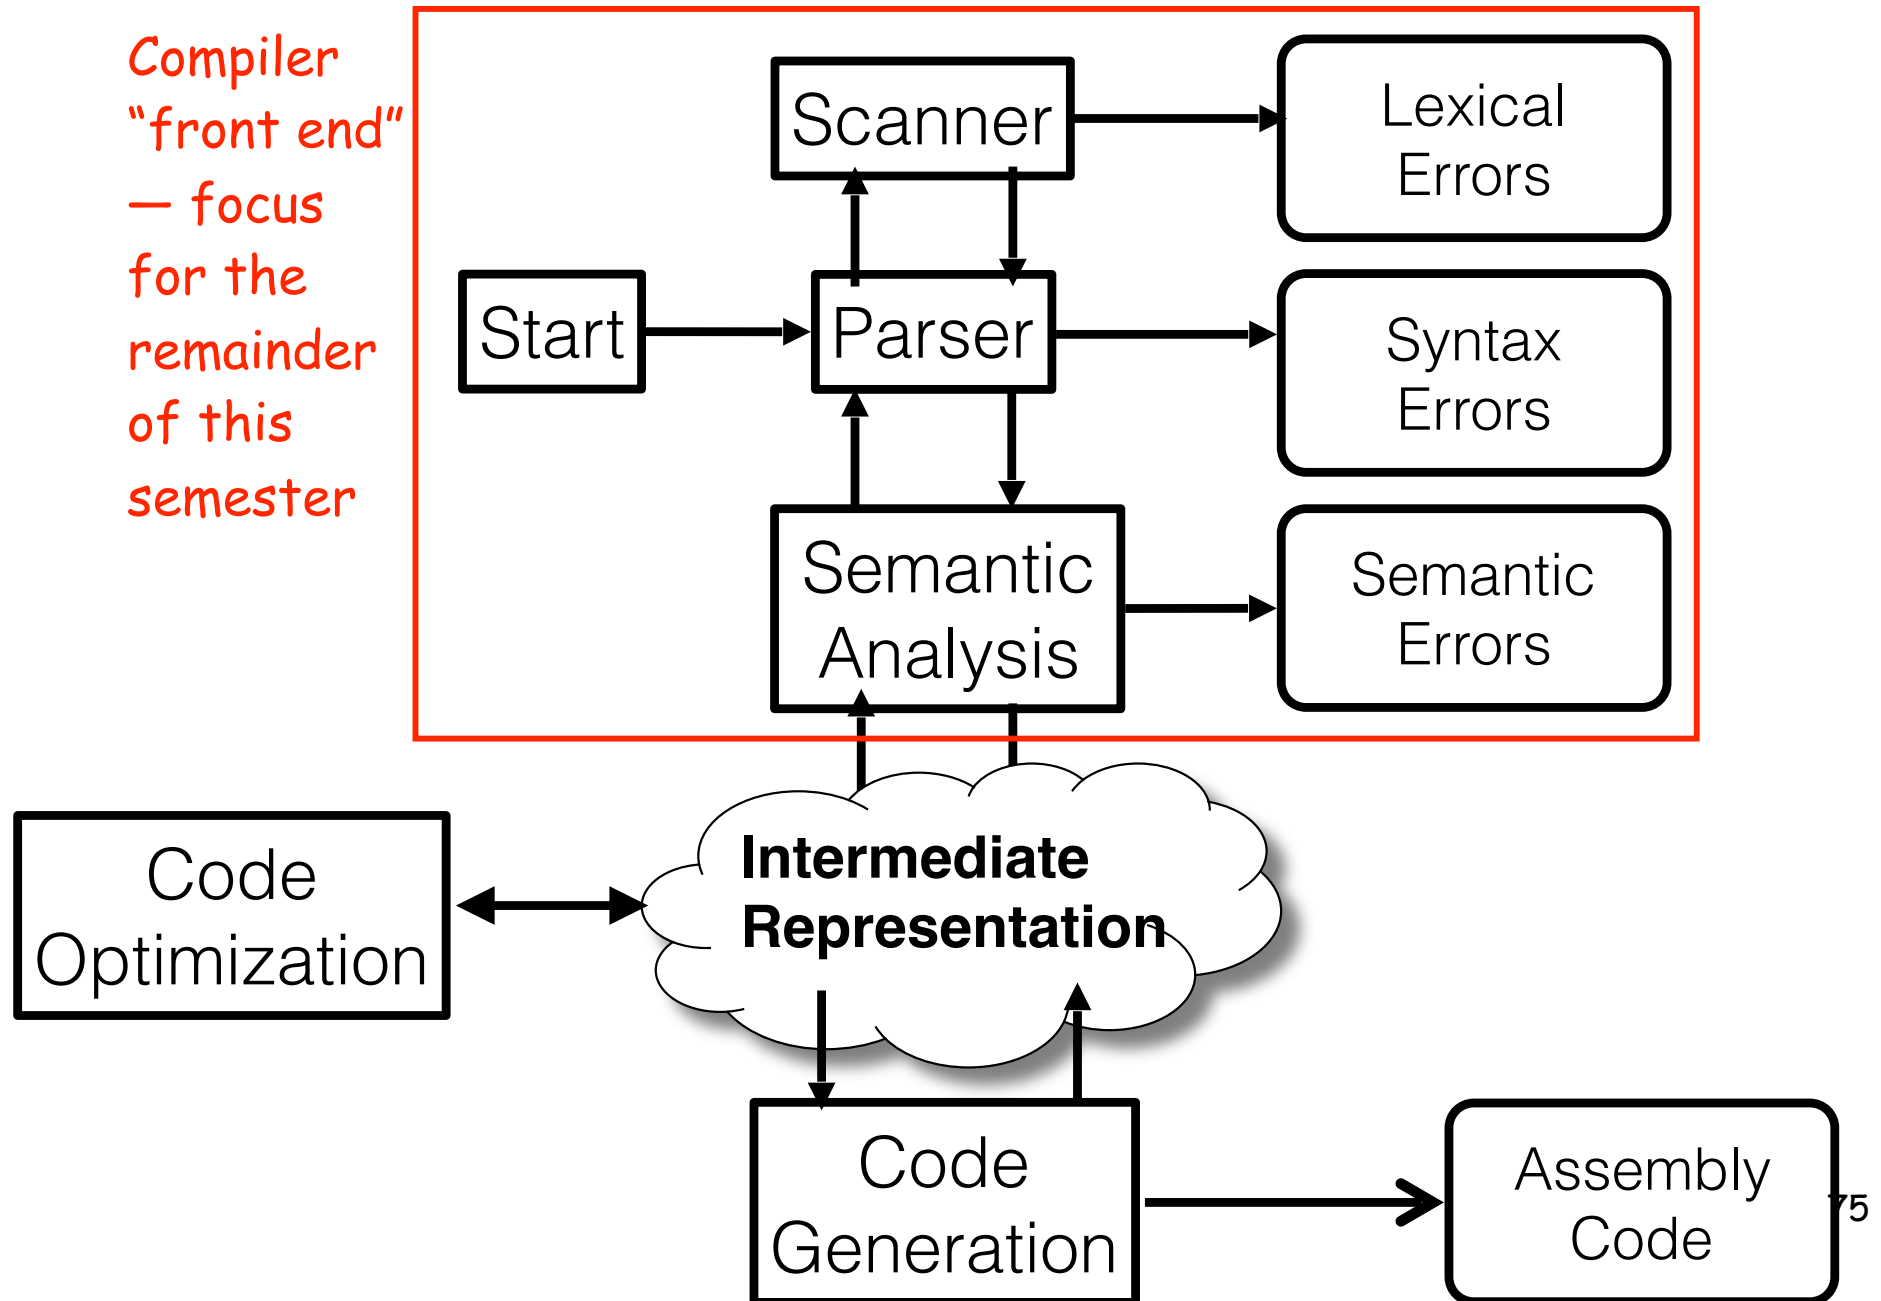 Compiler
“front end”
— focus
for the
remainder
of this
semester
Scanner
Lexical
Errors
Start
Parser
Syntax
Errors
Semantic
Analysis
Semantic
Errors
Intermediate
Representation
Code
Optimization
Code
Generation
Assembly
Code
75